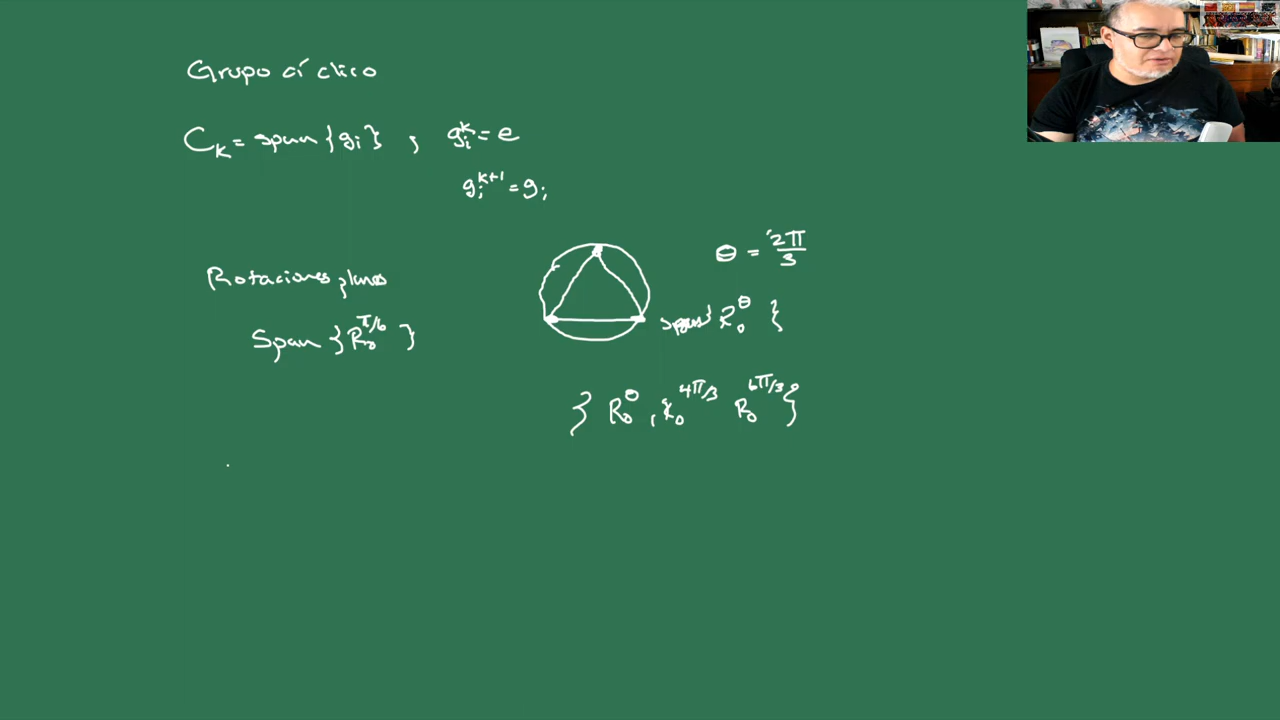 Grupo cíclico
C_K = span {g_i} , g_i^K = e
g_i^{K+1} = g_i
Rotaciones planas
Span {R_0^{π/6} }
θ = 2π/3
span{ R_0^θ }
{ R_0^θ , R_0^{4π/3} R_0^{6π/3} }